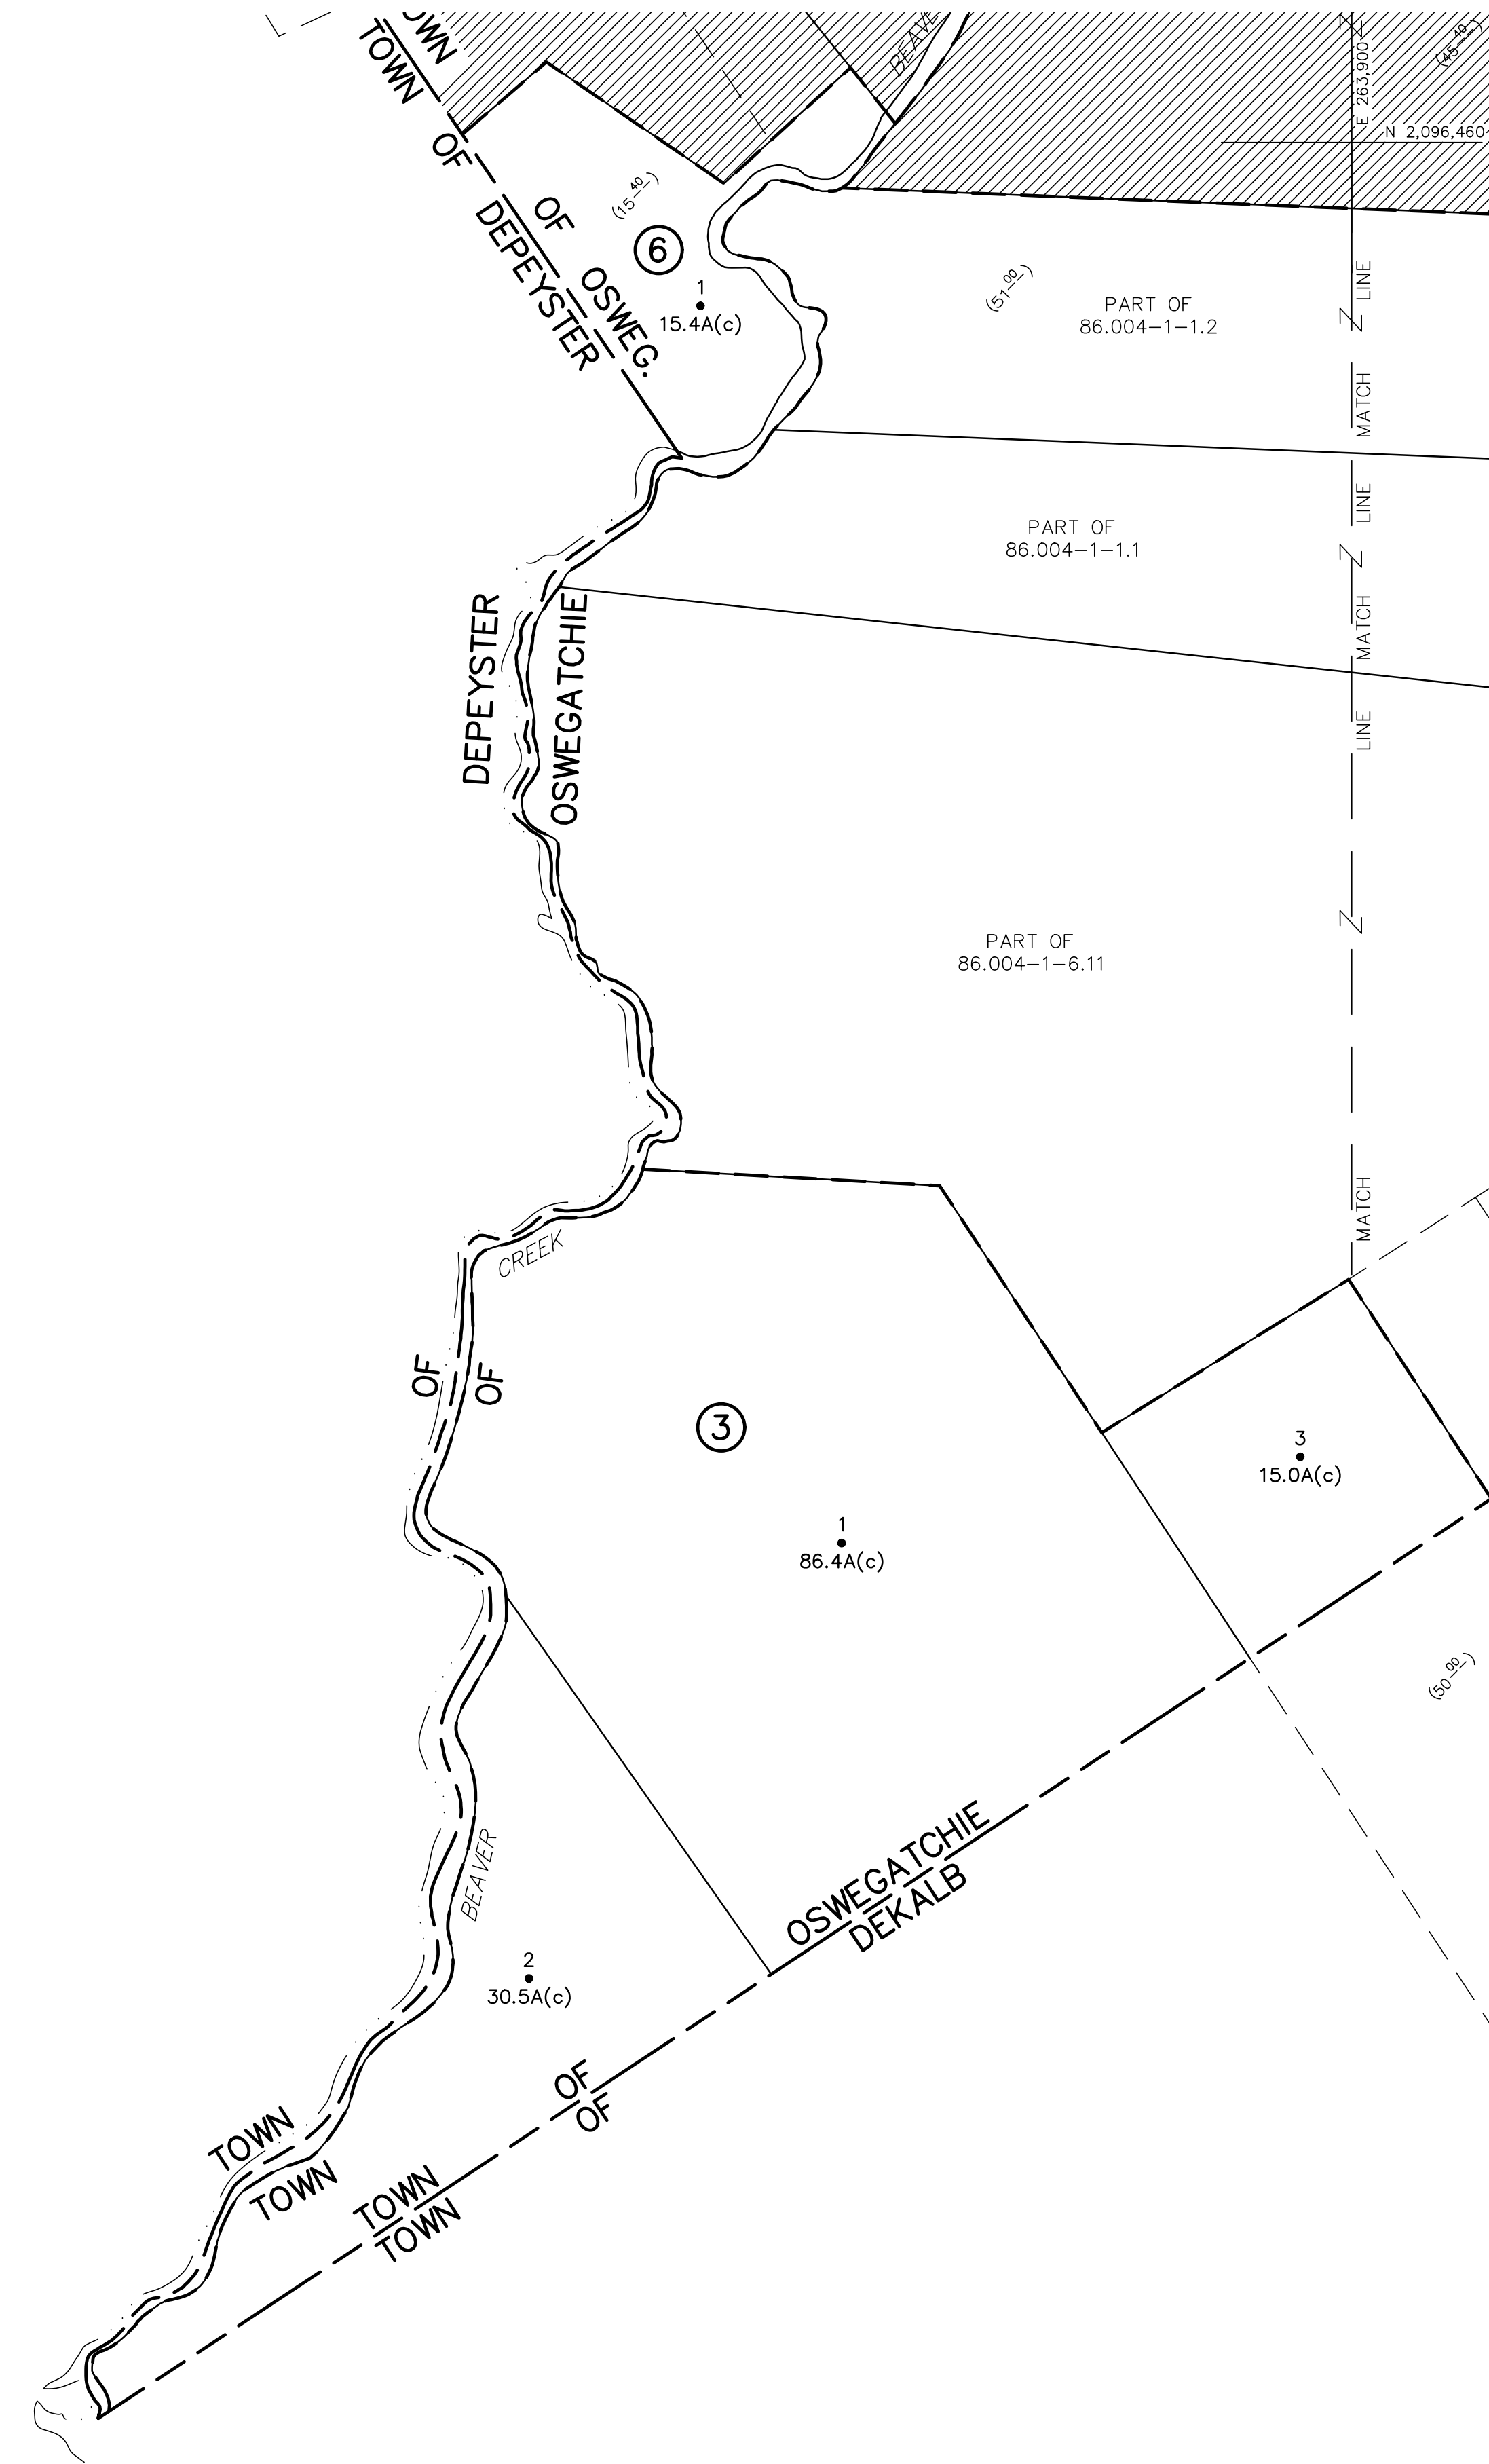 TOWN
TOWN
OF
OF
DEPEYSTER
OSWEG.
BEAVE
E 263,900
N 2,096,460
(45.40)
(15.40)
6
1
15.4A(c)
(51.00)
PART OF
86.004-1-1.2
LINE
MATCH
PART OF
86.004-1-1.1
LINE
MATCH
LINE
DEPEYSTER
OSWEGATCHIE
PART OF
86.004-1-6.11
MATCH
CREEK
OF
OF
3
3
15.0A(c)
1
86.4A(c)
(50.00)
OSWEGATCHIE
DEKALB
BEAVER
2
30.5A(c)
OF
OF
TOWN
TOWN
TOWN
TOWN